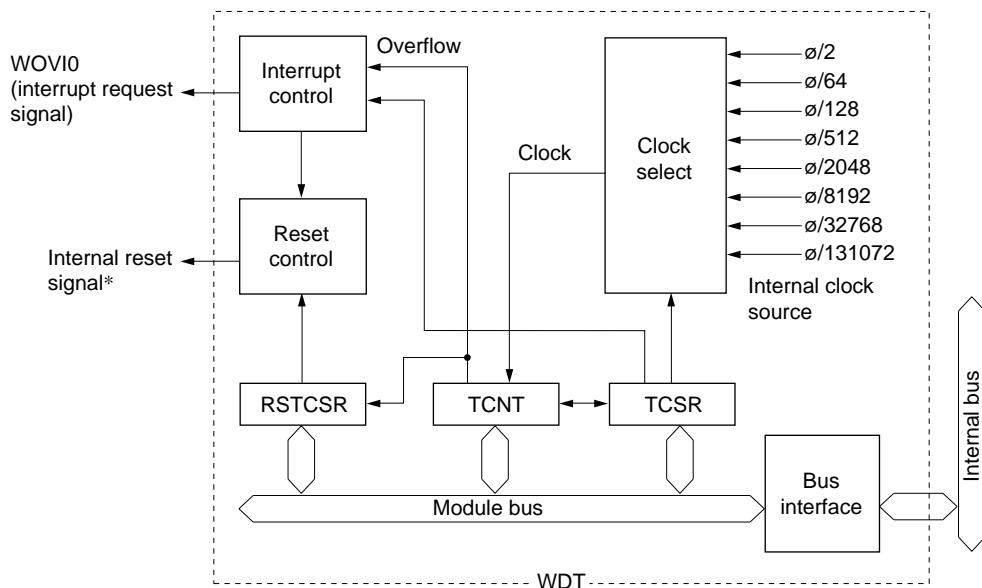 Overflow
WOVI0
(interrupt request
signal)
Interrupt
control
Clock
select
ø/2
ø/64
ø/128
ø/512
ø/2048
ø/8192
ø/32768
ø/131072
Internal clock
source
Clock
Reset
control
Internal reset
signal*
RSTCSR
TCNT
TCSR
Internal bus
Module bus
Bus
interface
WDT